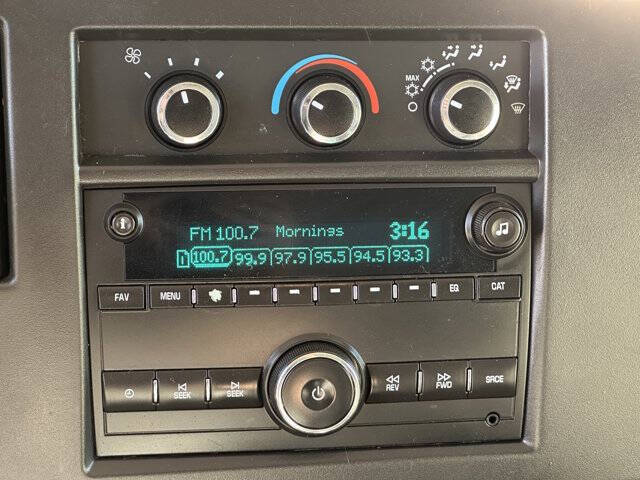 MAX
FM 100.7 Mornings 3:16
1 100.7 99.9 97.9 95.5 94.5 93.3
FAV MENU EQ CAT
SEEK SEEK REV FWD SRCE